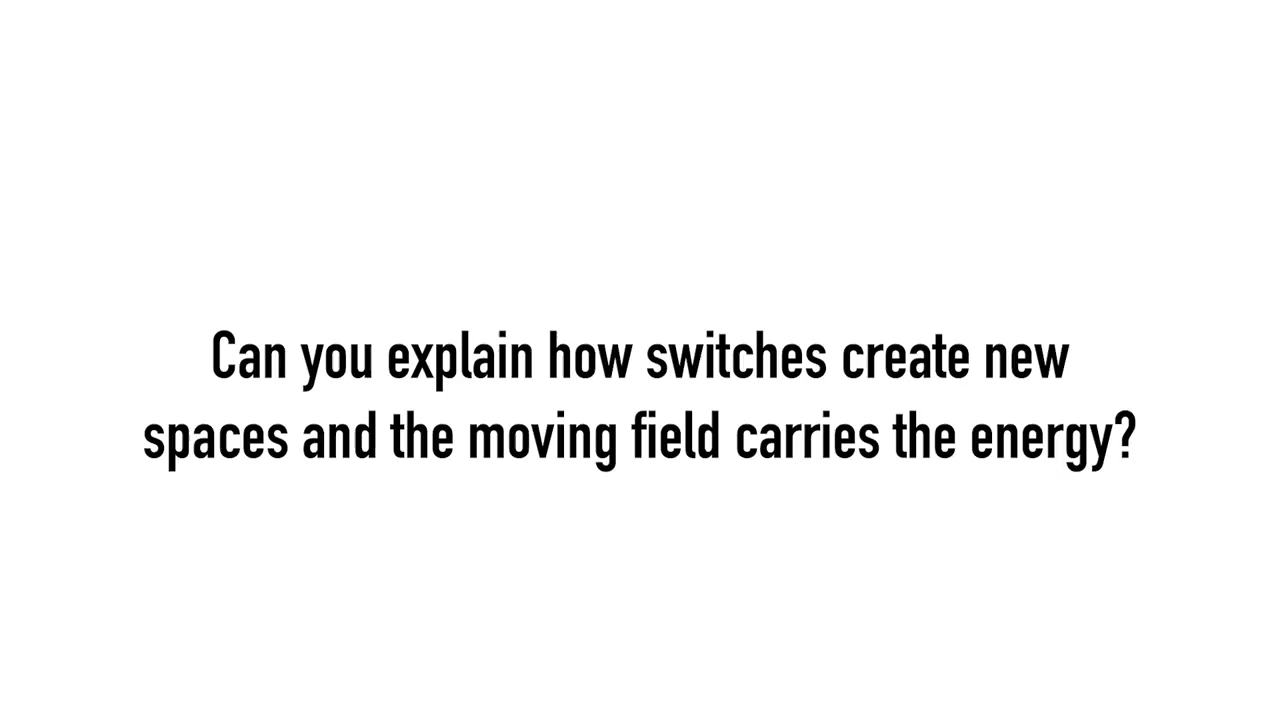 Can you explain how switches create new
spaces and the moving field carries the energy?